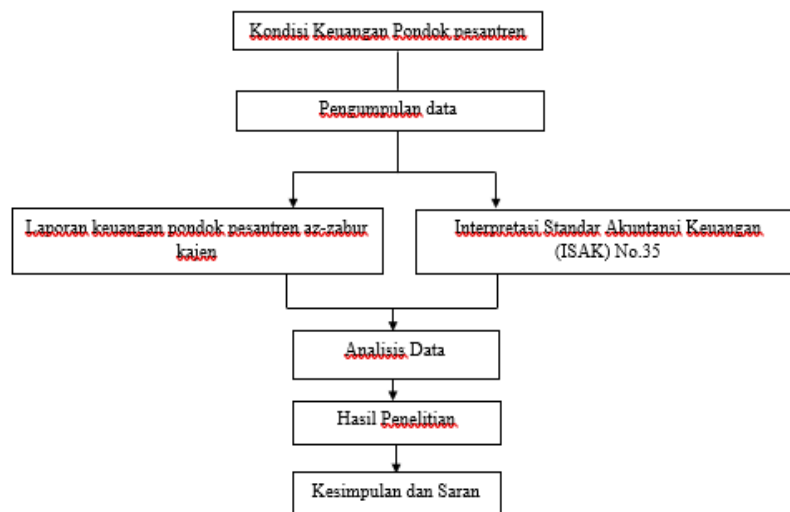 Kondisi Keuangan Pondok pesantren
Pengumpulan data
Laporan keuangan pondok pesantren az-zabur
kajen
Interpretasi Standar Akuntansi Keuangan
(ISAK) No.35
Analisis Data
Hasil Penelitian
Kesimpulan dan Saran